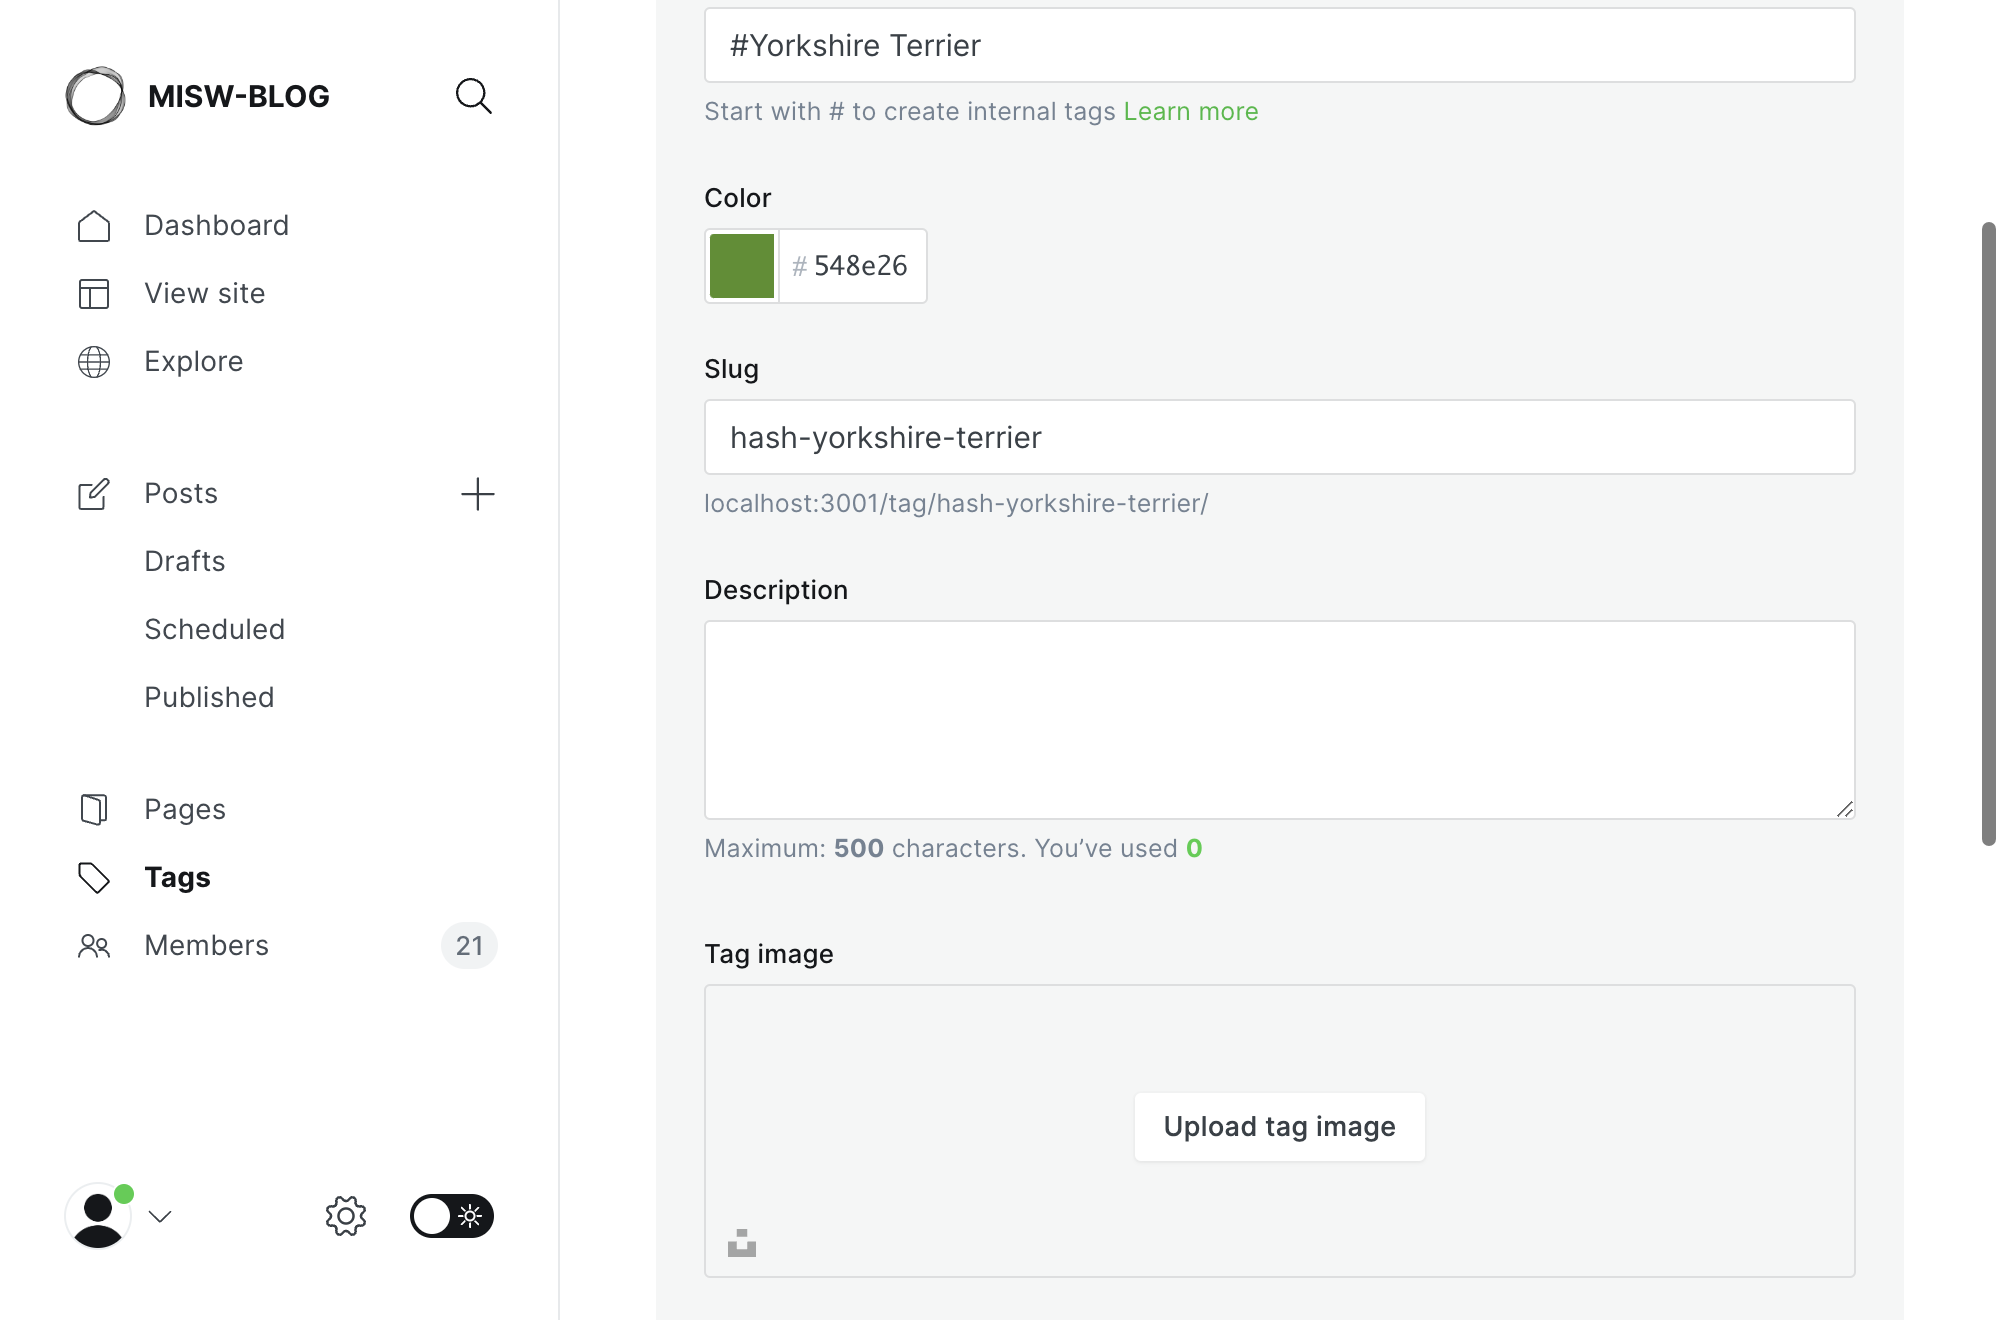 MISW-BLOG
Dashboard
View site
Explore
Posts
Drafts
Scheduled
Published
Pages
Tags
Members 21
#Yorkshire Terrier
Start with # to create internal tags Learn more
Color
# 548e26
Slug
hash-yorkshire-terrier
localhost:3001/tag/hash-yorkshire-terrier/
Description
Maximum: 500 characters. You’ve used 0
Tag image
Upload tag image